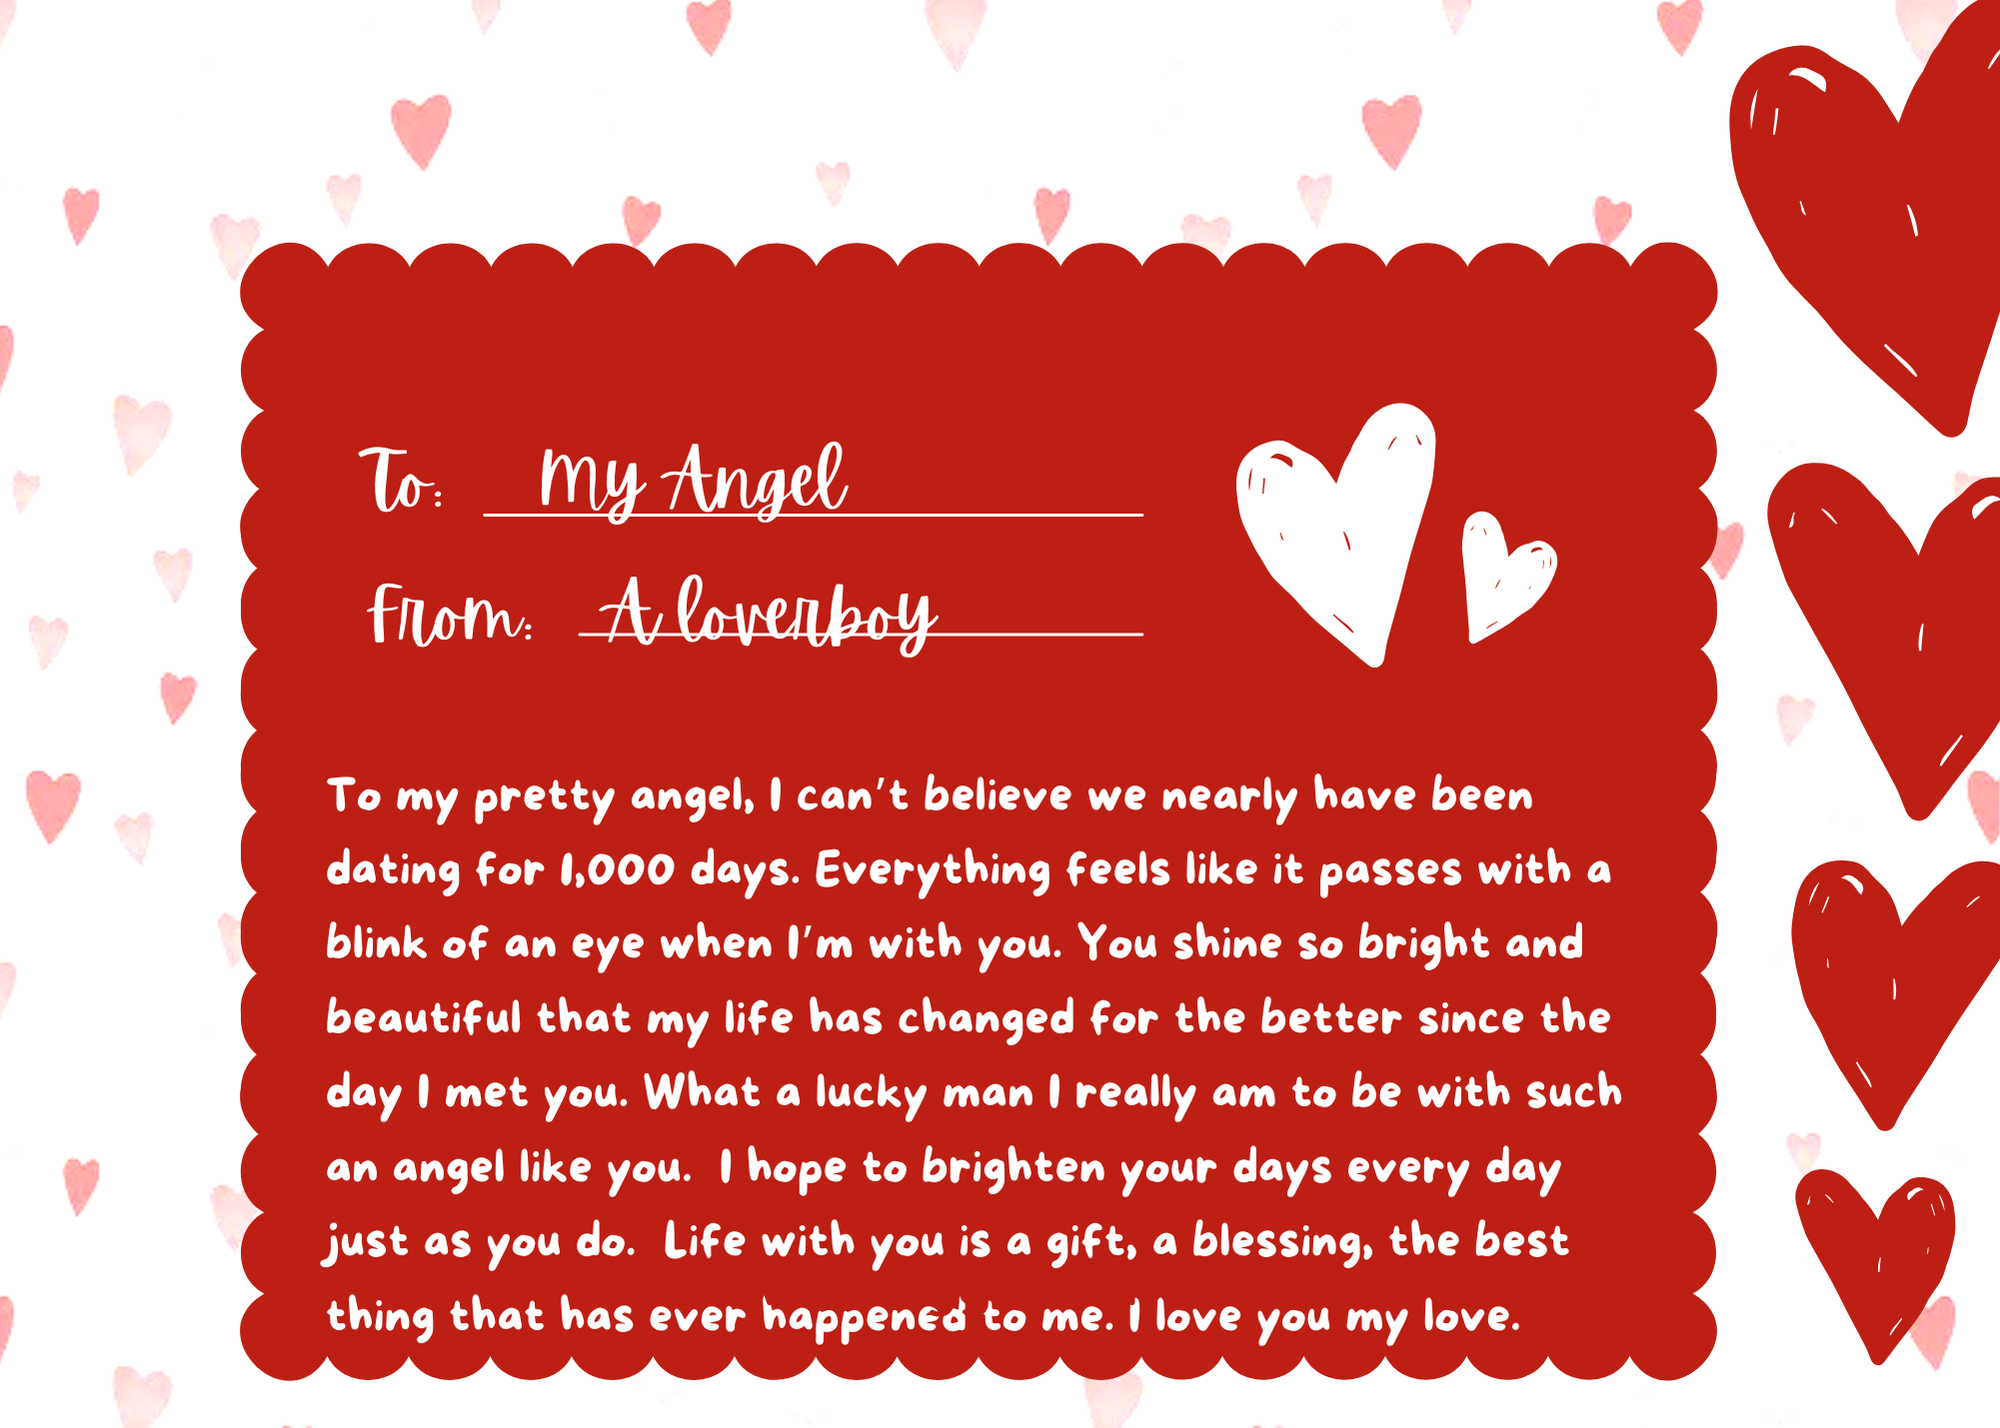 To: My Angel
From: A loverboy
To my pretty angel, I can't believe we nearly have been
dating for 1,000 days. Everything feels like it passes with a
blink of an eye when I'm with you. You shine so bright and
beautiful that my life has changed for the better since the
day I met you. What a lucky man I really am to be with such
an angel like you.  I hope to brighten your days every day
just as you do.  Life with you is a gift, a blessing, the best
thing that has ever happened to me. I love you my love.